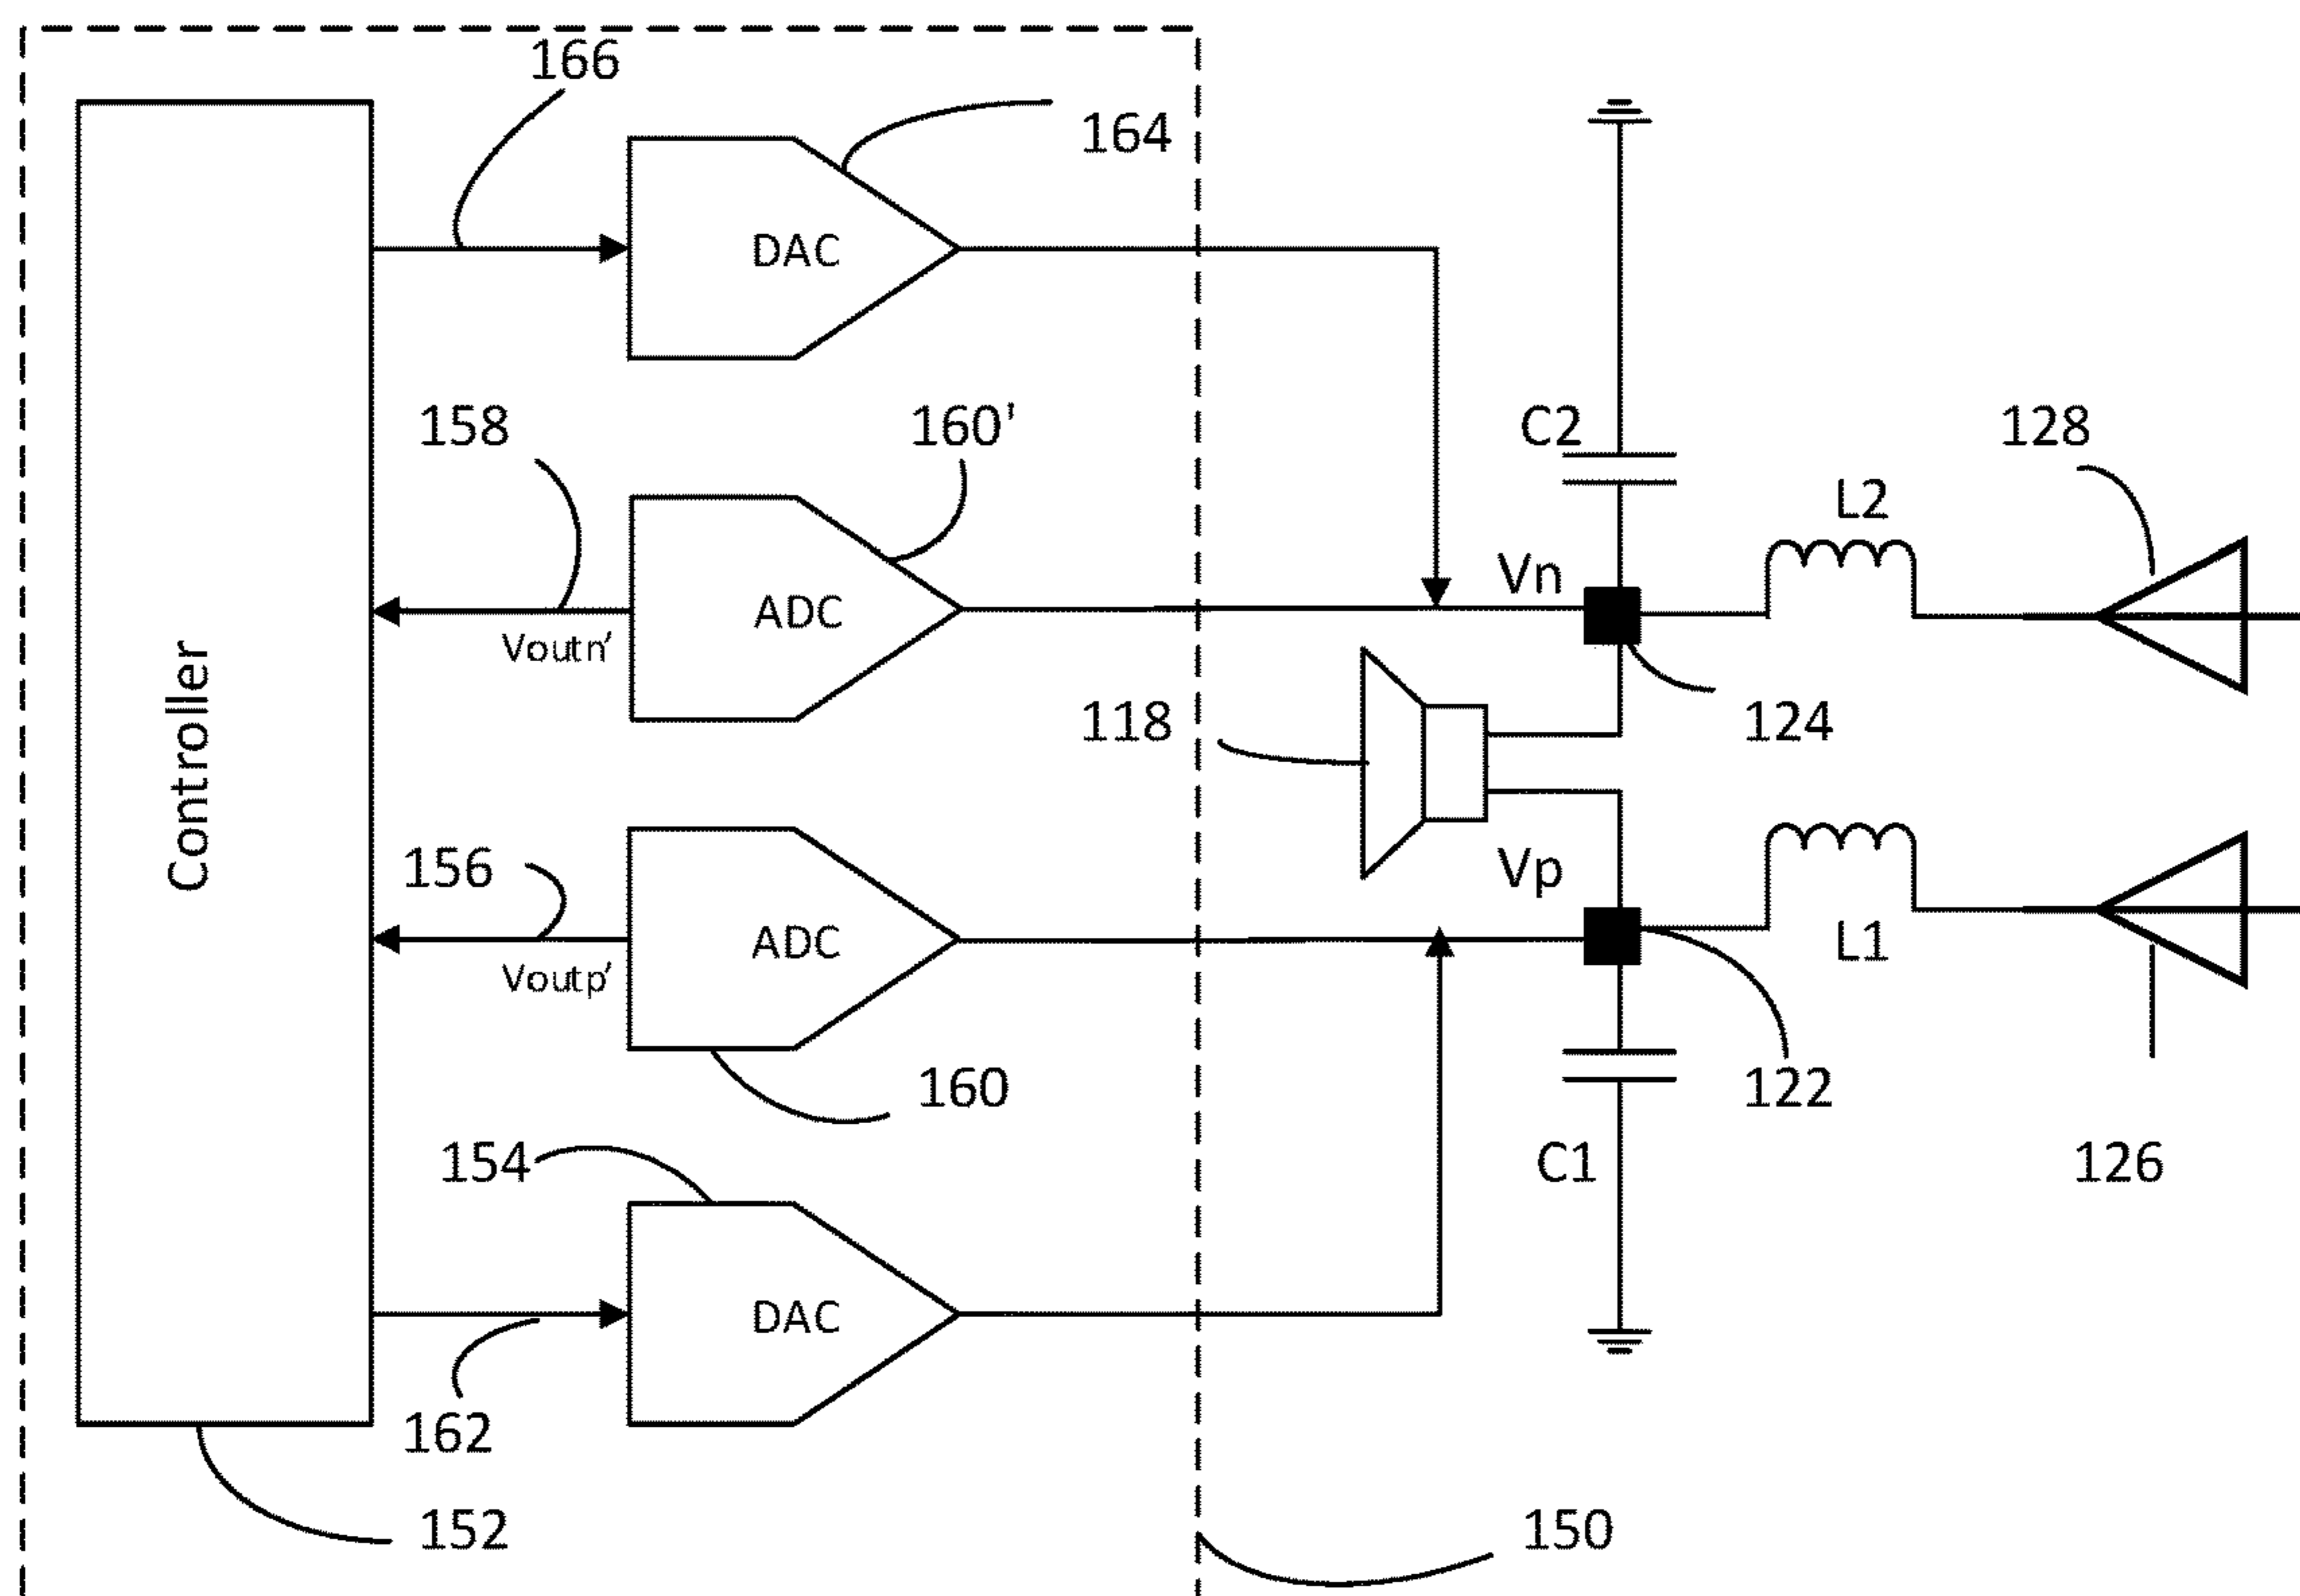 166
164
DAC
158
160'
C2
128
L2
Vn
ADC
Voutn'
Controller
118
124
156
Vp
ADC
L1
Voutp'
160
122
154
C1
126
DAC
162
152
150